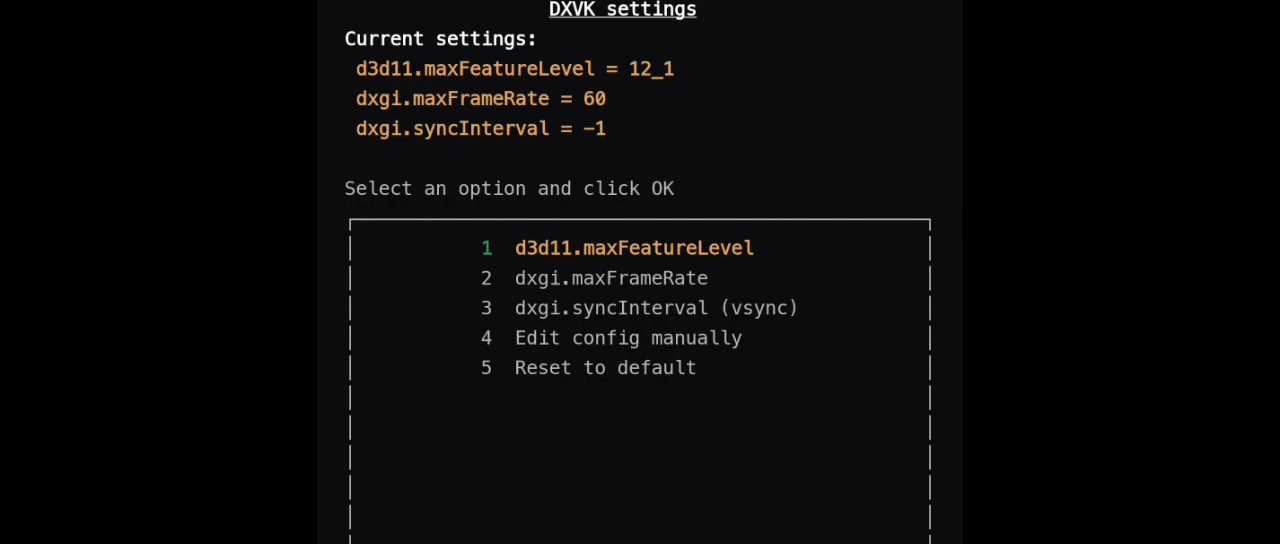 DXVK settings
Current settings:
d3d11.maxFeatureLevel = 12_1
dxgi.maxFrameRate = 60
dxgi.syncInterval = -1
Select an option and click OK
1 d3d11.maxFeatureLevel
2 dxgi.maxFrameRate
3 dxgi.syncInterval (vsync)
4 Edit config manually
5 Reset to default